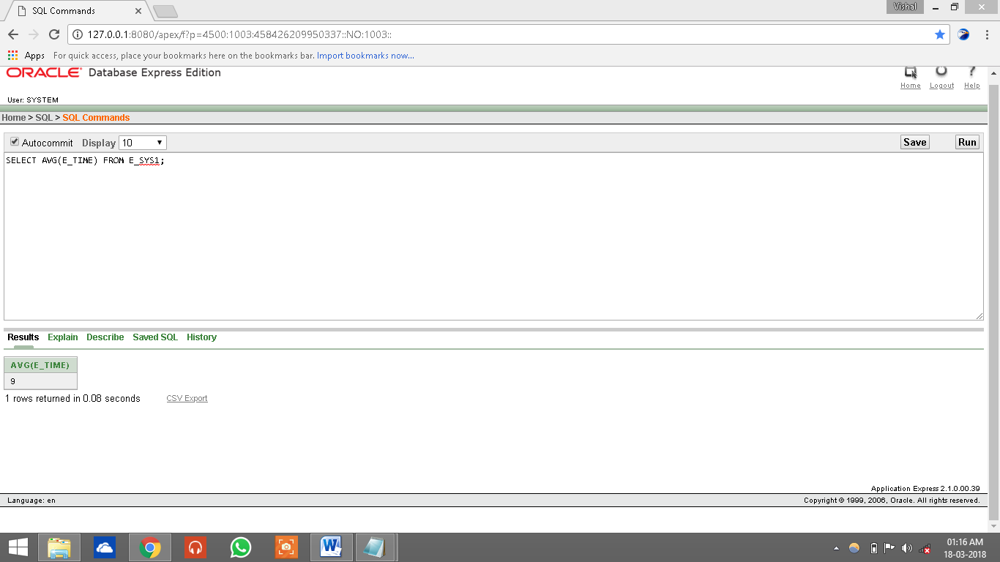 SQL Commands
Vishal
127.0.0.1:8080/apex/f?p=4500:1003:458426209950337::NO:1003::
Apps For quick access, place your bookmarks here on the bookmarks bar. Import bookmarks now...
ORACLE Database Express Edition
Home Logout Help
User: SYSTEM
Home > SQL > SQL Commands
Autocommit Display 10 Save Run
SELECT AVG(E_TIME) FROM E_SYS1;
Results Explain Describe Saved SQL History
AVG(E_TIME)
9
1 rows returned in 0.08 seconds CSV Export
Application Express 2.1.0.00.39
Language: en Copyright © 1999, 2006, Oracle. All rights reserved.
01:16 AM
18-03-2018